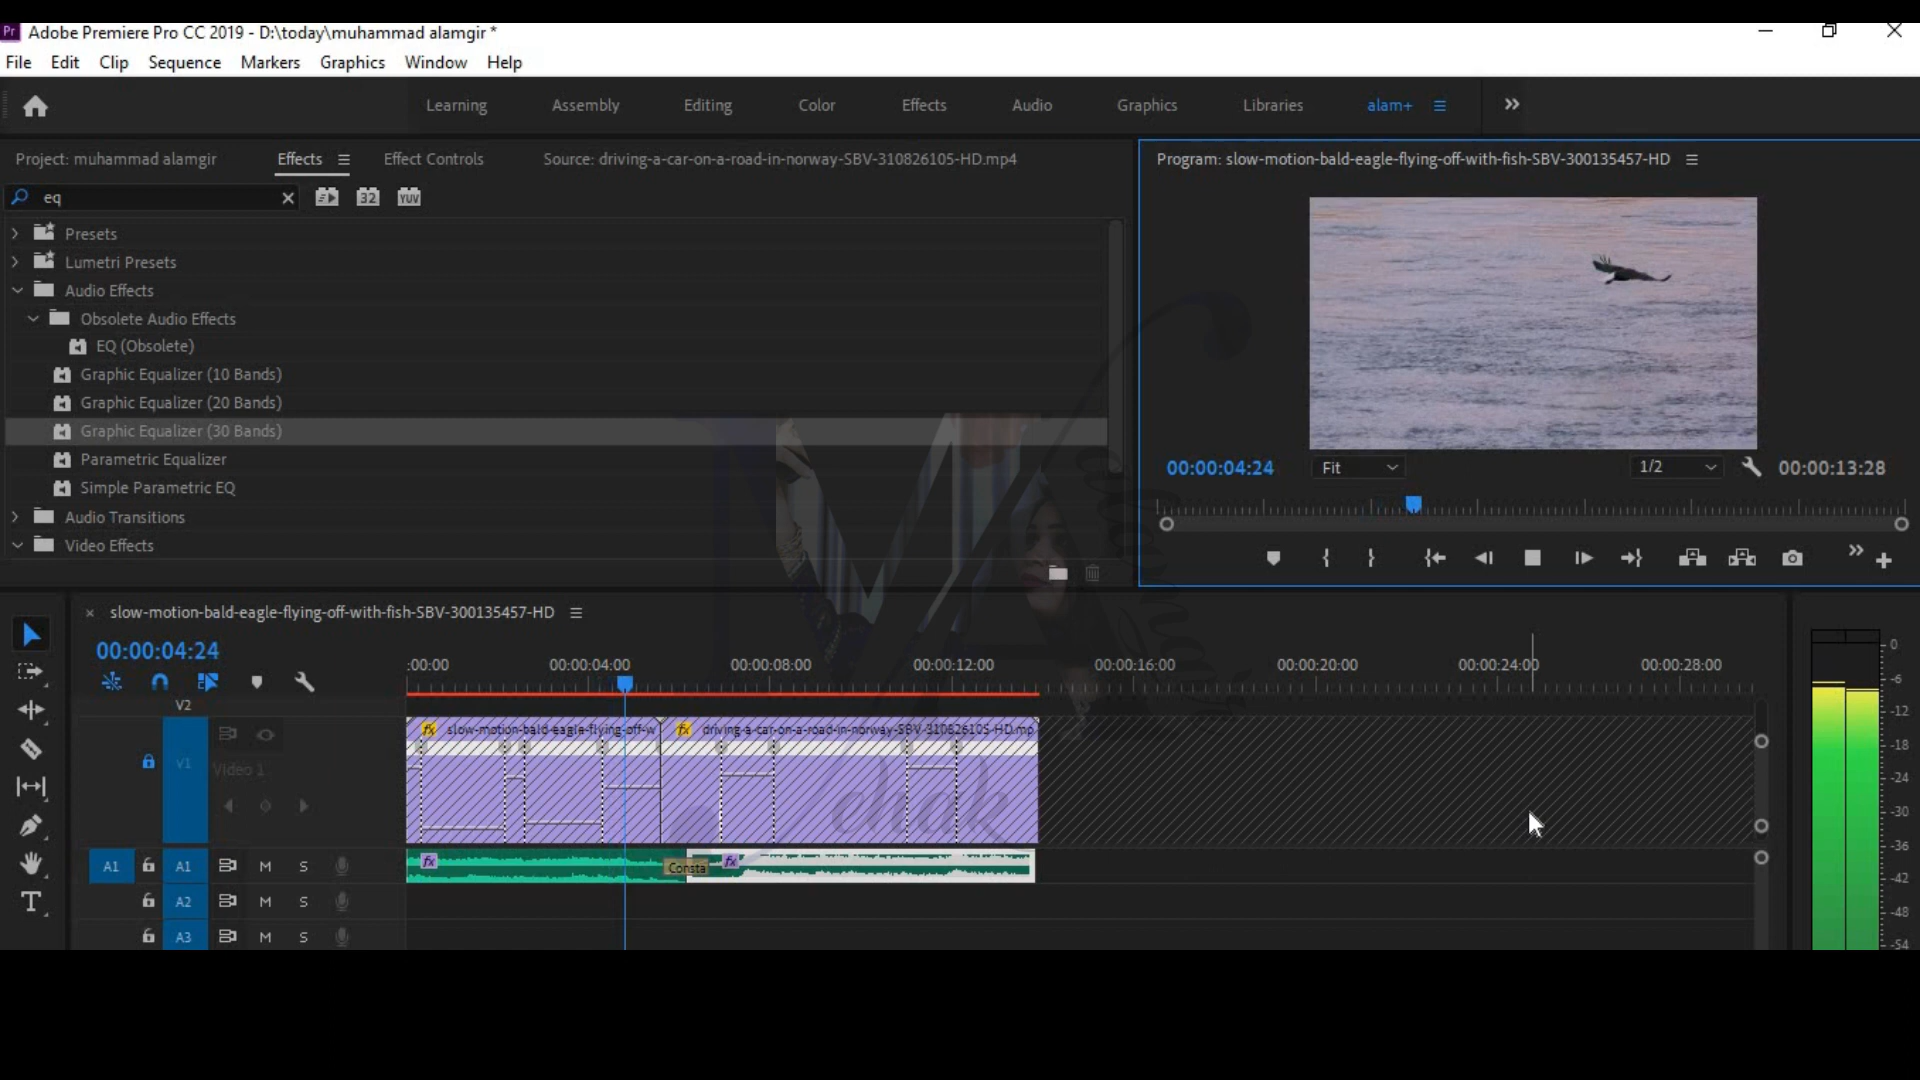 Pr Adobe Premiere Pro CC 2019 - D:\today\muhammad alamgir *
File Edit Clip Sequence Markers Graphics Window Help
Learning Assembly Editing Color Effects Audio Graphics Libraries alam+
Project: muhammad alamgir Effects Effect Controls Source: driving-a-car-on-a-road-in-norway-SBV-310826105-HD.mp4
Program: slow-motion-bald-eagle-flying-off-with-fish-SBV-300135457-HD
eq 32 YUV
Presets
Lumetri Presets
Audio Effects
Obsolete Audio Effects
EQ (Obsolete)
Graphic Equalizer (10 Bands)
Graphic Equalizer (20 Bands)
Graphic Equalizer (30 Bands)
Parametric Equalizer
Simple Parametric EQ
Audio Transitions
Video Effects
00:00:04:24 Fit 1/2 00:00:13:28
slow-motion-bald-eagle-flying-off-with-fish-SBV-300135457-HD
00:00:04:24
:00:00 00:00:04:00 00:00:08:00 00:00:12:00 00:00:16:00 00:00:20:00 00:00:24:00 00:00:28:00
V2
fx slow-motion-bald-eagle-flying-off-w fx driving-a-car-on-a-road-in-norway-SBV-310826105-HD.mp
V1 Video 1
chak
A1 A1 M S fx Consta fx
A2 M S
A3 M S
0
-6
-12
-18
-24
-30
-36
-42
-48
-54